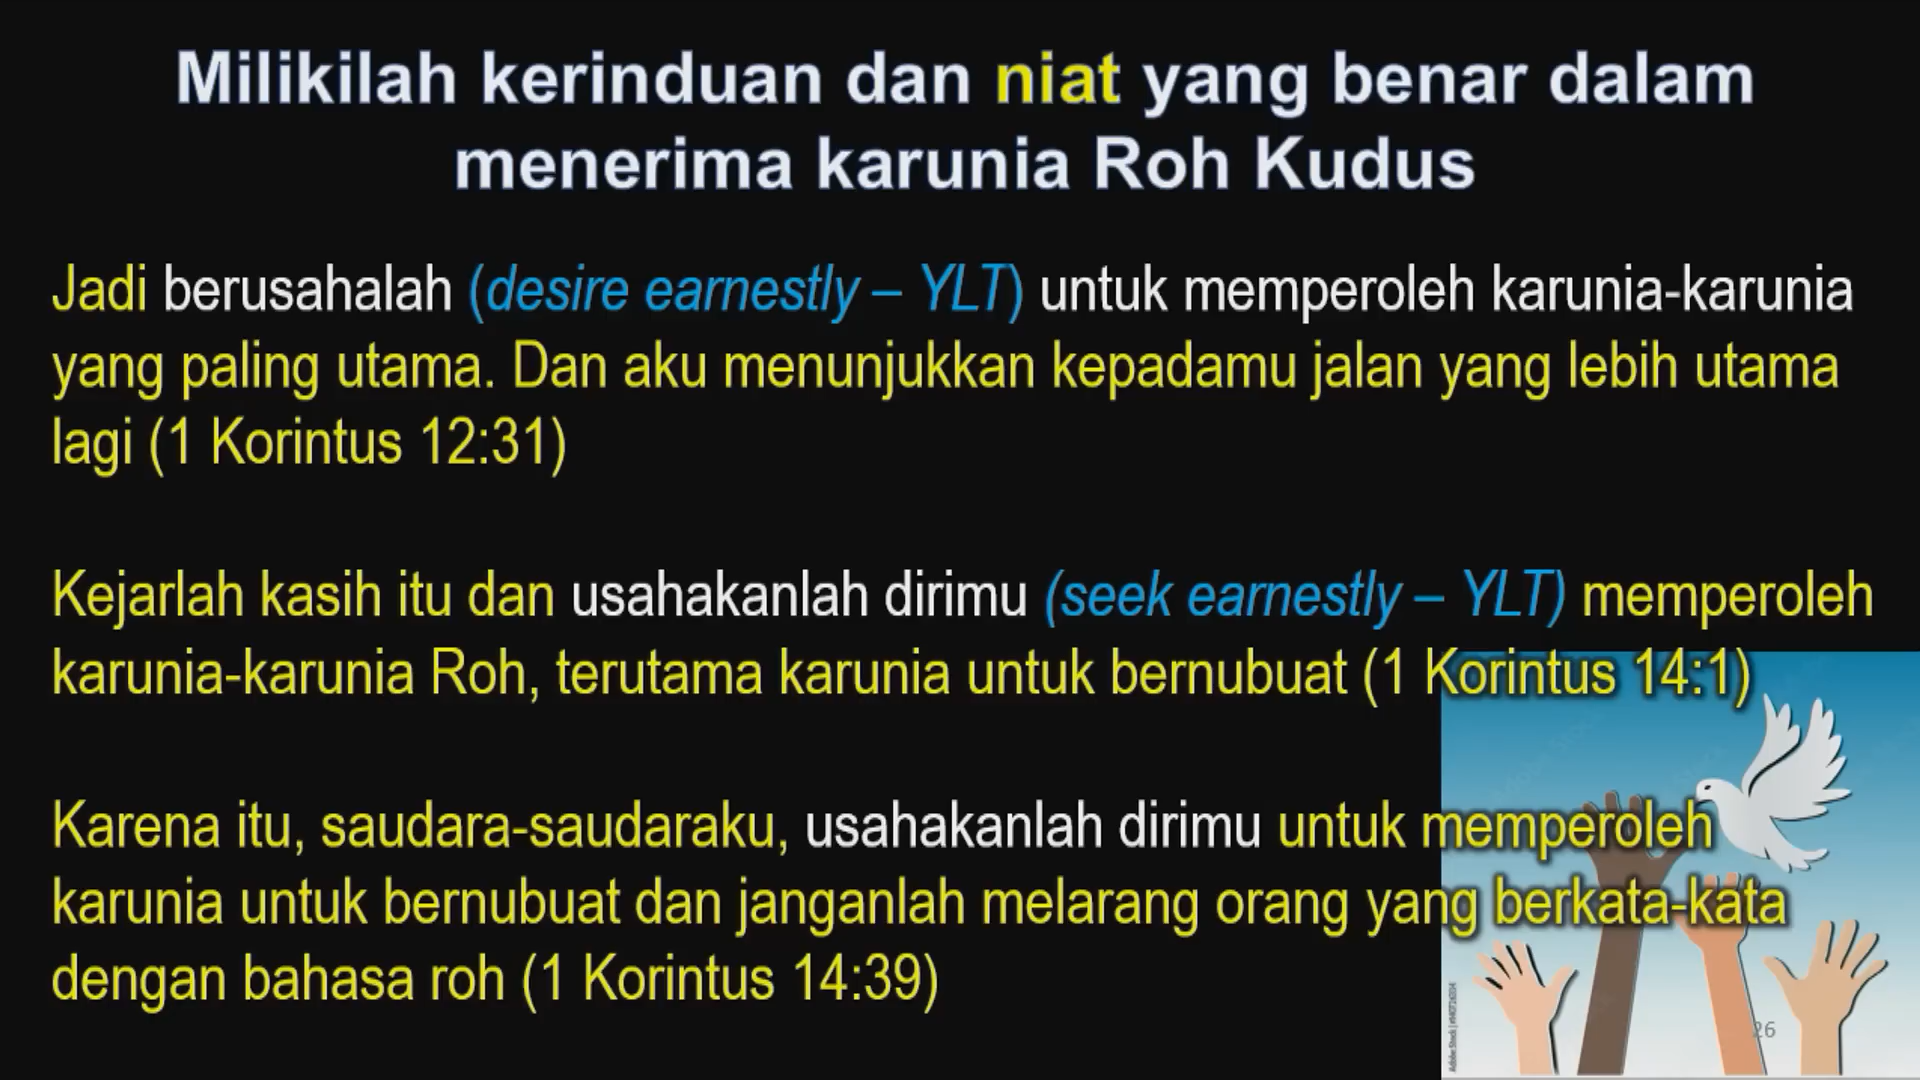 Milikilah kerinduan dan niat yang benar dalam
menerima karunia Roh Kudus
Jadi berusahalah (desire earnestly – YLT) untuk memperoleh karunia-karunia
yang paling utama. Dan aku menunjukkan kepadamu jalan yang lebih utama
lagi (1 Korintus 12:31)
Kejarlah kasih itu dan usahakanlah dirimu (seek earnestly – YLT) memperoleh
karunia-karunia Roh, terutama karunia untuk bernubuat (1 Korintus 14:1)
Karena itu, saudara-saudaraku, usahakanlah dirimu untuk memperoleh
karunia untuk bernubuat dan janganlah melarang orang yang berkata-kata
dengan bahasa roh (1 Korintus 14:39)
Adobe Stock
26